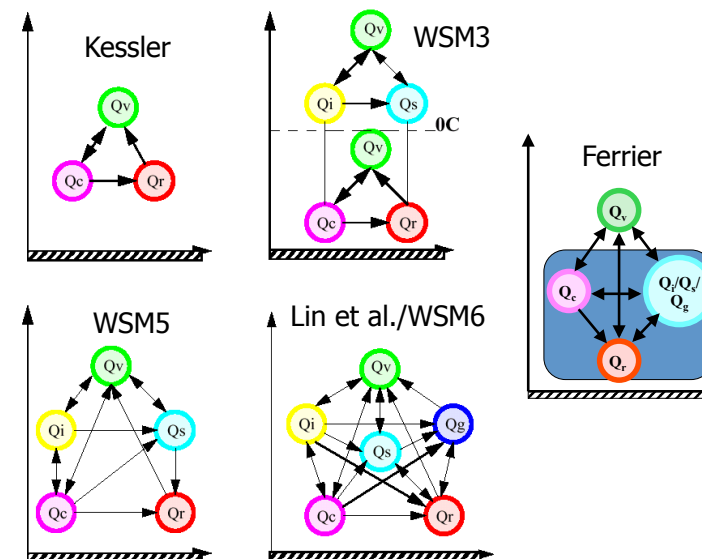 Kessler
Qv
Qc
Qr
WSM3
Qv
Qi
Qs
0C
Qv
Qc
Qr
Ferrier
Qv
Qc
Qi/Qs/
Qg
Qr
WSM5
Qv
Qi
Qs
Qc
Qr
Lin et al./WSM6
Qv
Qi
Qg
Qs
Qc
Qr